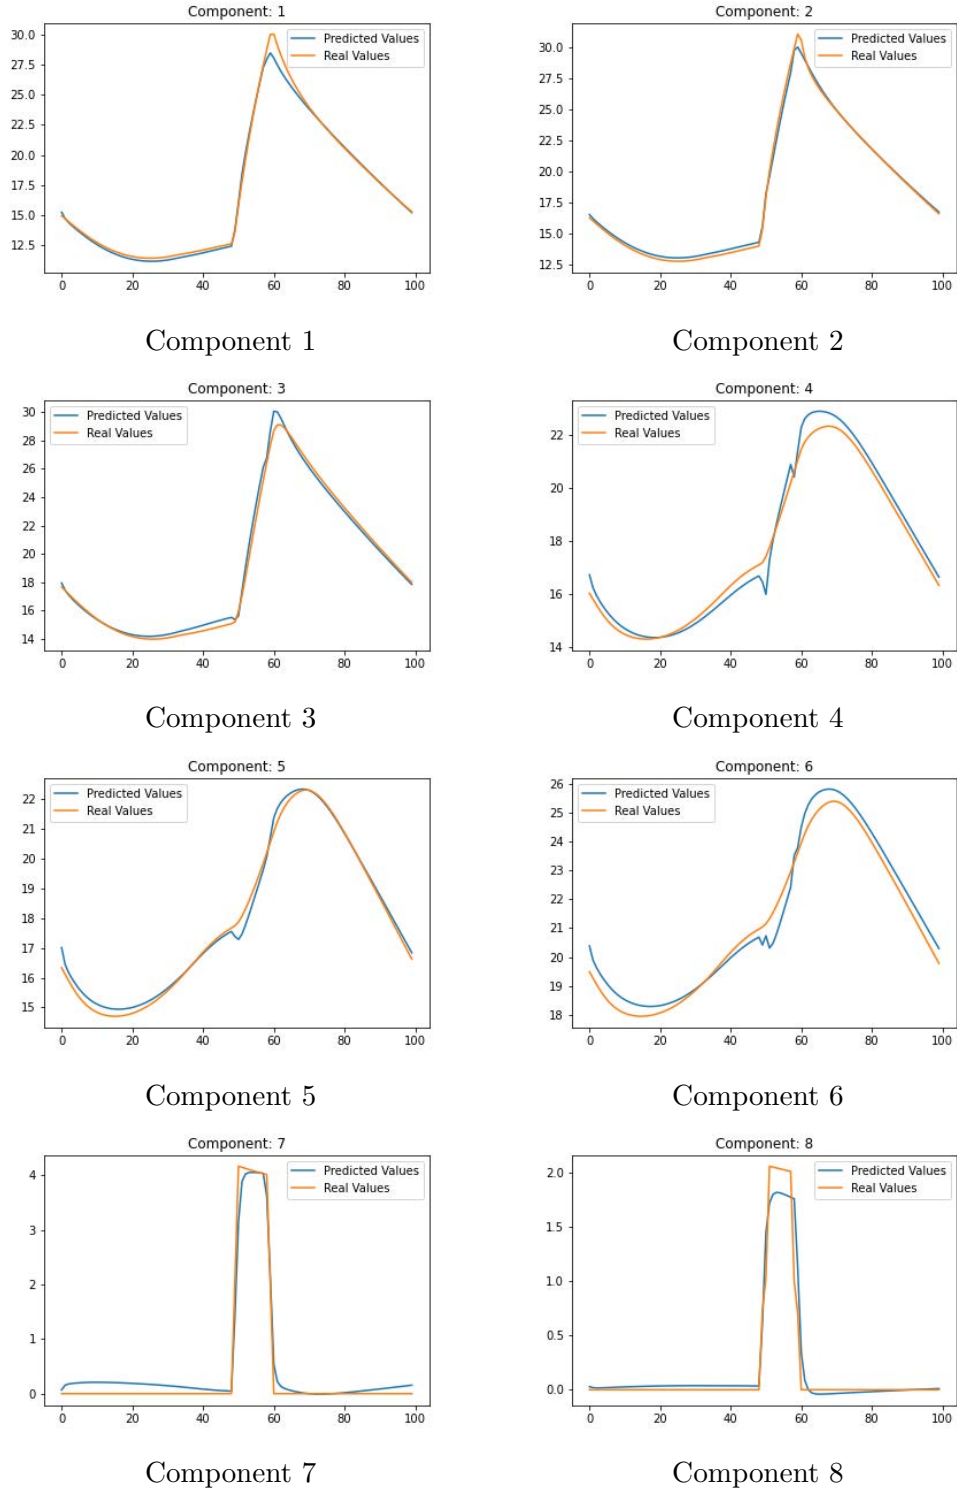 Component: 1
30.0
27.5
25.0
22.5
20.0
17.5
15.0
12.5
Predicted Values
Real Values
0 20 40 60 80 100
Component 1
Component: 2
30.0
27.5
25.0
22.5
20.0
17.5
15.0
12.5
Predicted Values
Real Values
0 20 40 60 80 100
Component 2
Component: 3
30
28
26
24
22
20
18
16
14
Predicted Values
Real Values
0 20 40 60 80 100
Component 3
Component: 4
22
20
18
16
14
Predicted Values
Real Values
0 20 40 60 80 100
Component 4
Component: 5
22
21
20
19
18
17
16
15
Predicted Values
Real Values
0 20 40 60 80 100
Component 5
Component: 6
26
25
24
23
22
21
20
19
18
Predicted Values
Real Values
0 20 40 60 80 100
Component 6
Component: 7
4
3
2
1
0
Predicted Values
Real Values
0 20 40 60 80 100
Component 7
Component: 8
2.0
1.5
1.0
0.5
0.0
Predicted Values
Real Values
0 20 40 60 80 100
Component 8